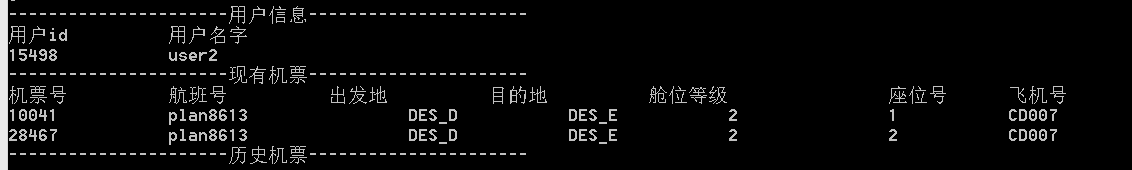 ----------------------用户信息----------------------
用户id 用户名字
15498 user2
----------------------现有机票----------------------
机票号 航班号 出发地 目的地 舱位等级 座位号 飞机号
10041 plan8613 DES_D DES_E 2 1 CD007
28467 plan8613 DES_D DES_E 2 2 CD007
----------------------历史机票----------------------